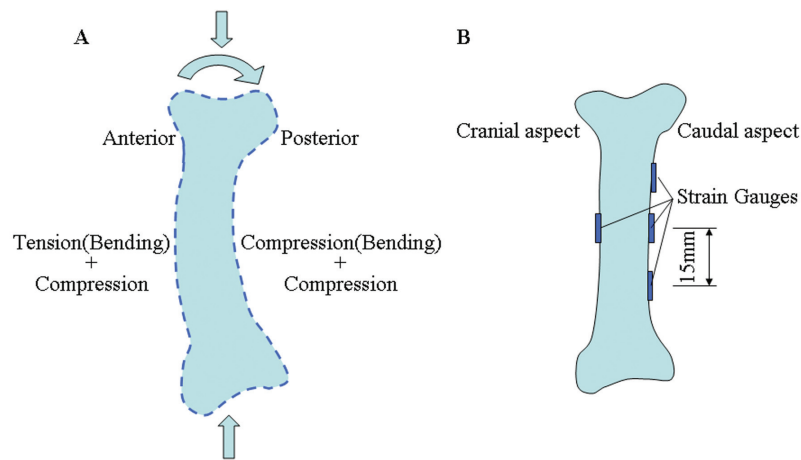 A
Anterior
Posterior
Tension(Bending)
+
Compression
Compression(Bending)
+
Compression
B
Cranial aspect
Caudal aspect
Strain Gauges
15mm